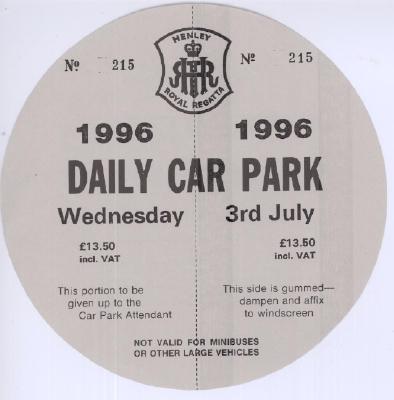 HENLEY
ROYAL REGATTA
HRR
No. 215
No. 215
1996
1996
DAILY CAR PARK
Wednesday 3rd July
£13.50
incl. VAT
£13.50
incl. VAT
This portion to be
given up to the
Car Park Attendant
This side is gummed—
dampen and affix
to windscreen
NOT VALID FOR MINIBUSES
OR OTHER LARGE VEHICLES